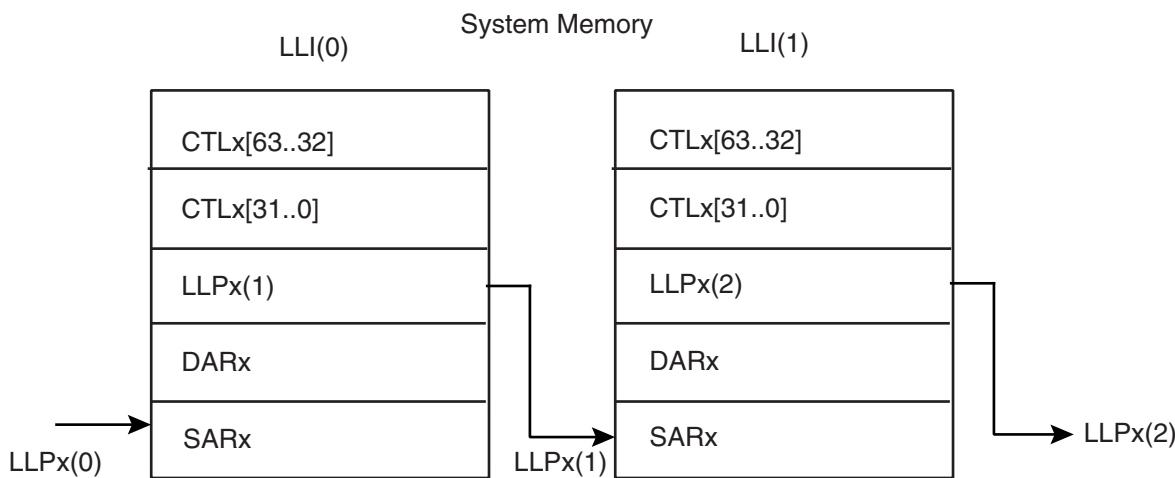 System Memory
LLI(0)
LLI(1)
CTLx[63..32]
CTLx[31..0]
LLPx(1)
DARx
SARx
CTLx[63..32]
CTLx[31..0]
LLPx(2)
DARx
SARx
LLPx(0)
LLPx(1)
LLPx(2)